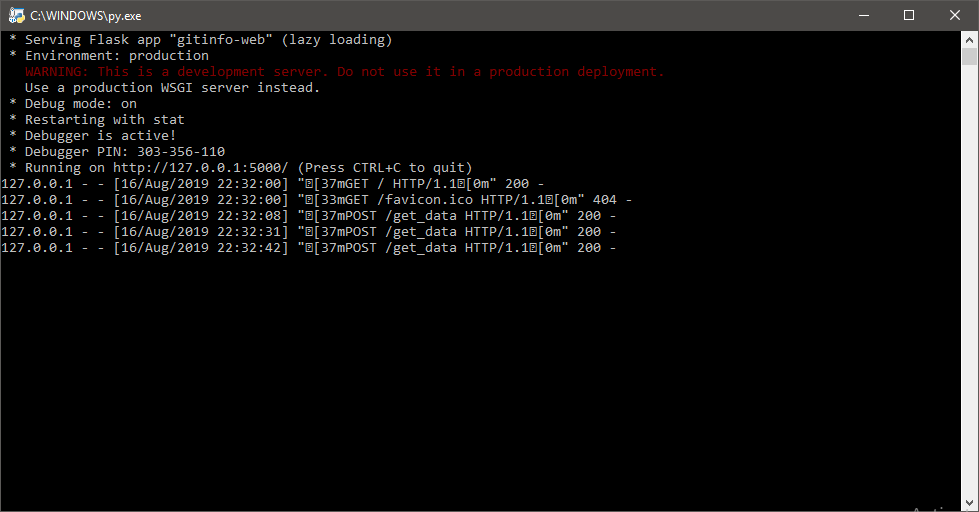 C:\WINDOWS\py.exe
* Serving Flask app "gitinfo-web" (lazy loading)
* Environment: production
WARNING: This is a development server. Do not use it in a production deployment.
Use a production WSGI server instead.
* Debug mode: on
* Restarting with stat
* Debugger is active!
* Debugger PIN: 303-356-110
* Running on http://127.0.0.1:5000/ (Press CTRL+C to quit)
127.0.0.1 - - [16/Aug/2019 22:32:00] "⍰[37mGET / HTTP/1.1⍰[0m" 200 -
127.0.0.1 - - [16/Aug/2019 22:32:00] "⍰[33mGET /favicon.ico HTTP/1.1⍰[0m" 404 -
127.0.0.1 - - [16/Aug/2019 22:32:08] "⍰[37mPOST /get_data HTTP/1.1⍰[0m" 200 -
127.0.0.1 - - [16/Aug/2019 22:32:31] "⍰[37mPOST /get_data HTTP/1.1⍰[0m" 200 -
127.0.0.1 - - [16/Aug/2019 22:32:42] "⍰[37mPOST /get_data HTTP/1.1⍰[0m" 200 -